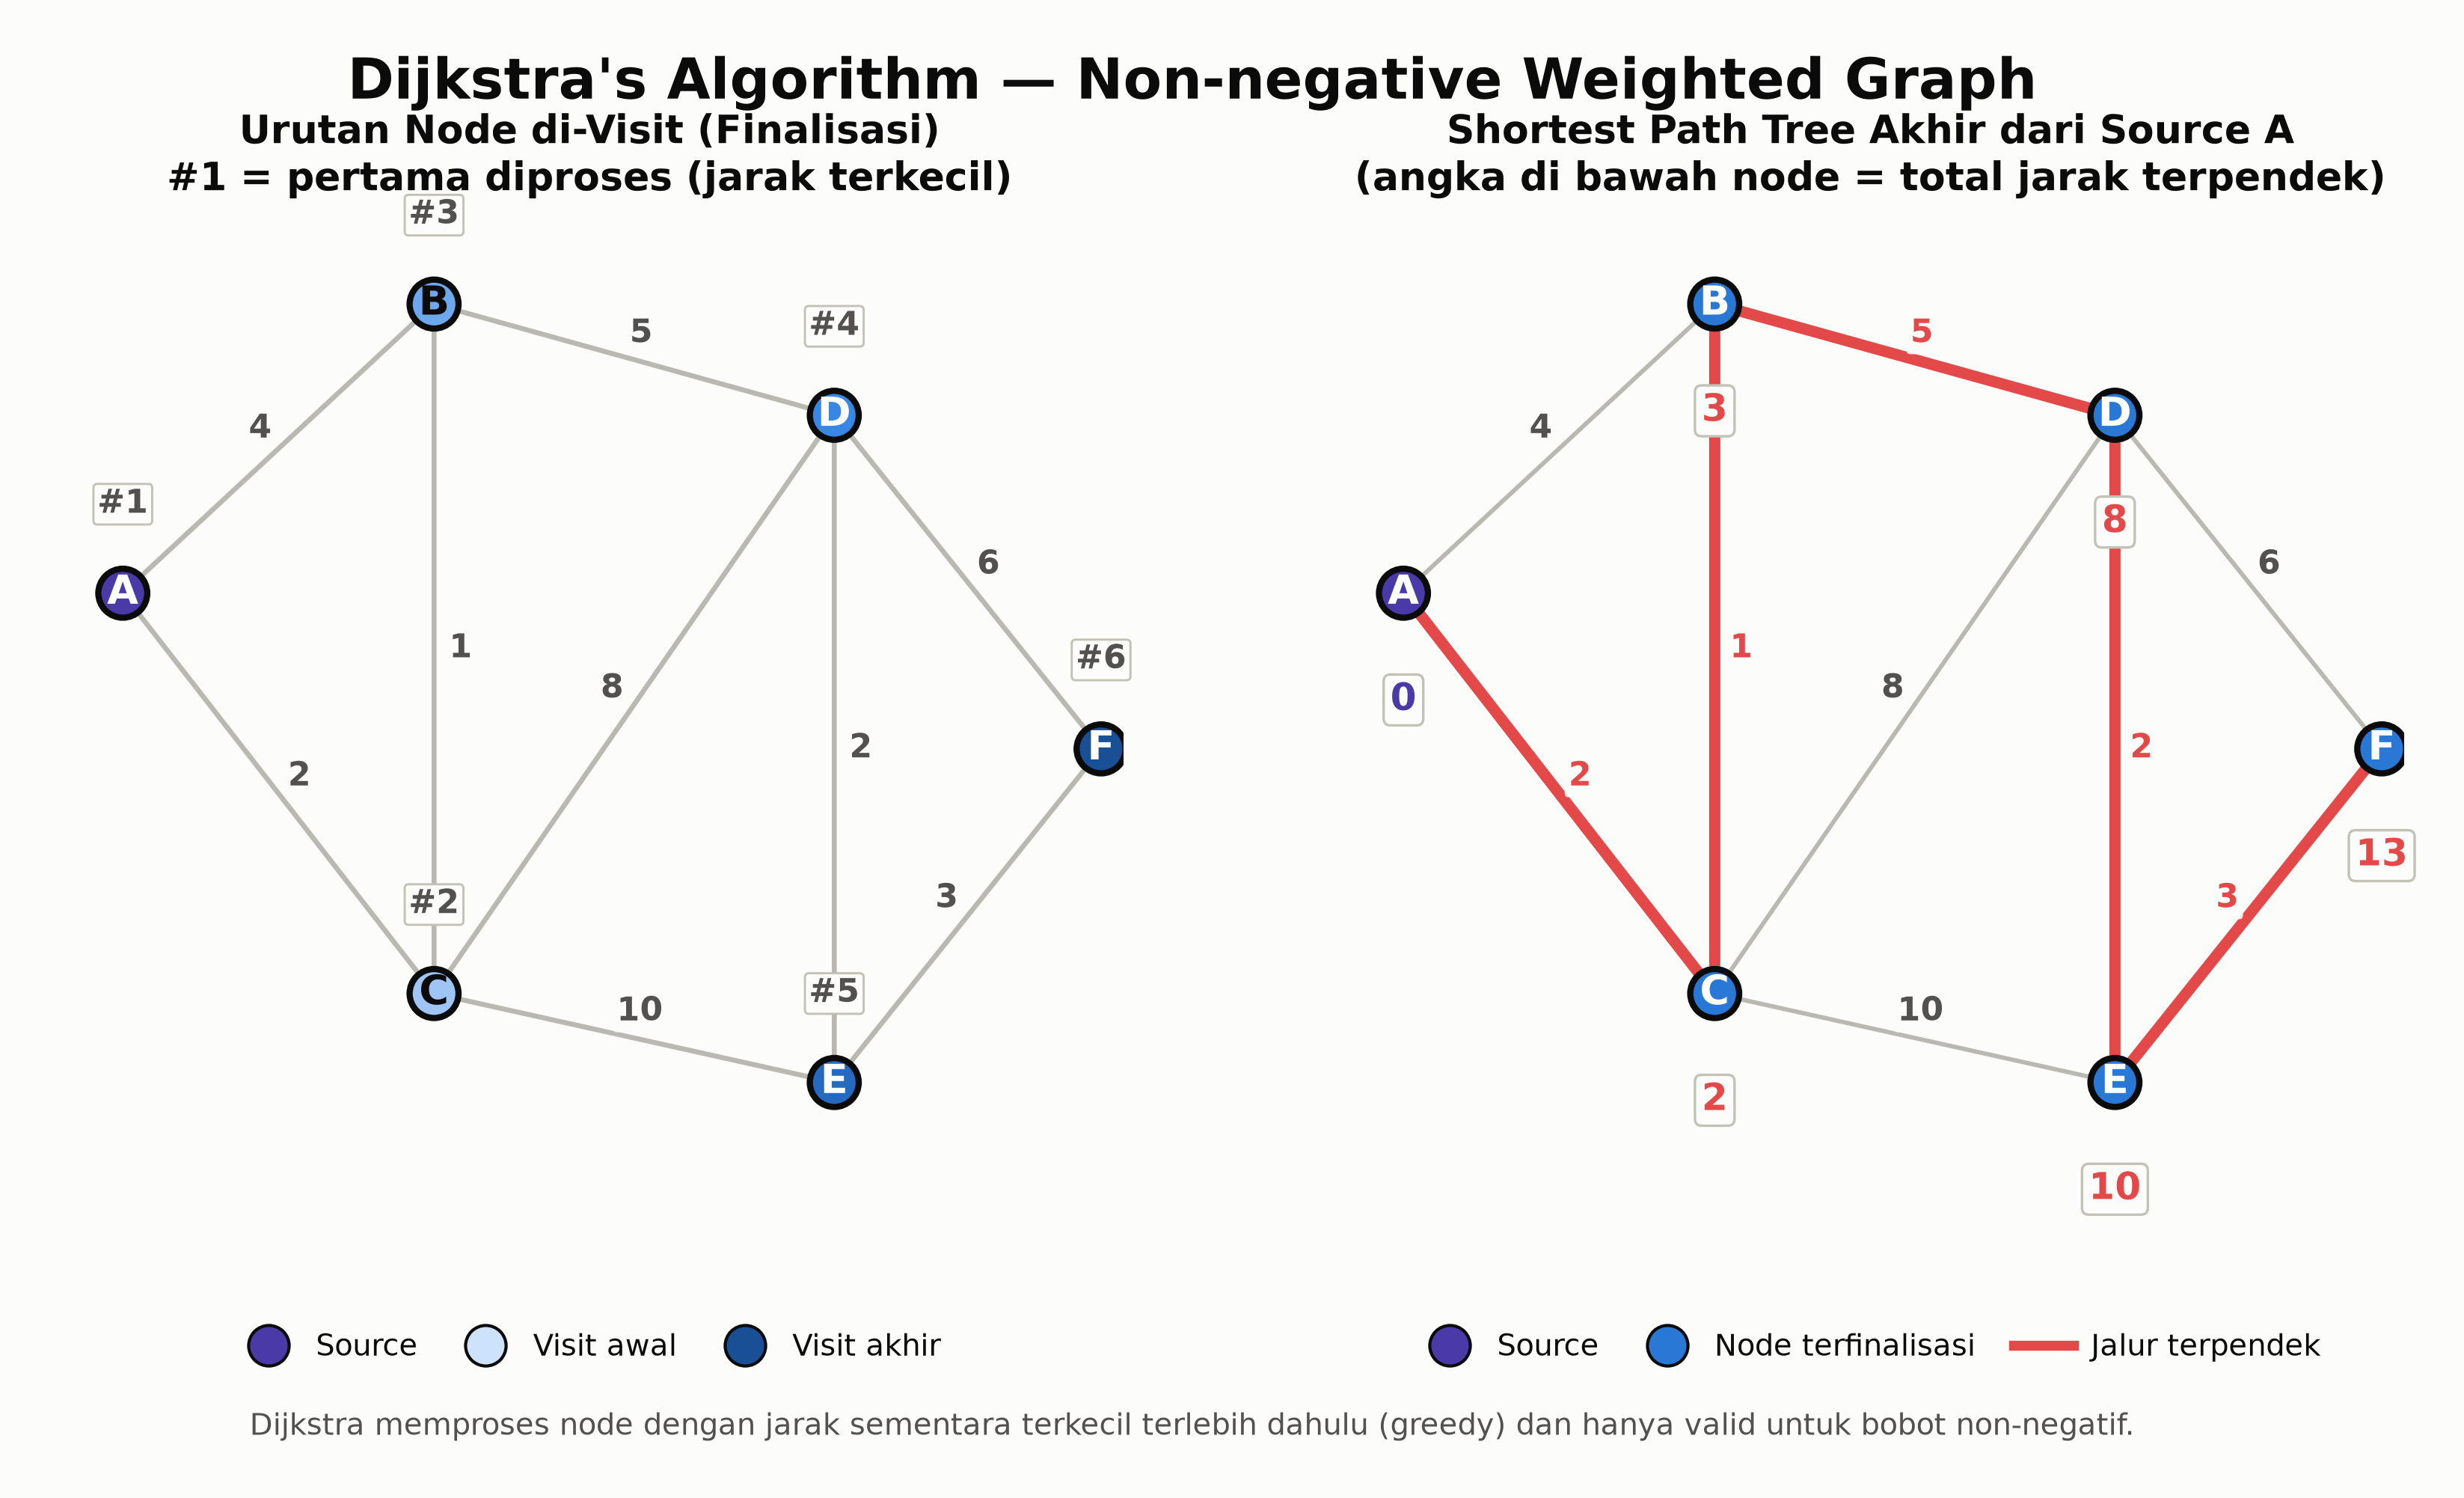 Dijkstra's Algorithm — Non-negative Weighted Graph
Urutan Node di-Visit (Finalisasi)
#1 = pertama diproses (jarak terkecil)
#3
B
5
#4
D
4
#1
A
6
1
#6
8
2
F
2
#2
3
C
#5
10
E
Source
Visit awal
Visit akhir
Shortest Path Tree Akhir dari Source A
(angka di bawah node = total jarak terpendek)
B
5
3
D
4
8
A
6
0
1
8
2
F
2
13
3
C
10
E
2
10
Source
Node terfinalisasi
Jalur terpendek
Dijkstra memproses node dengan jarak sementara terkecil terlebih dahulu (greedy) dan hanya valid untuk bobot non-negatif.